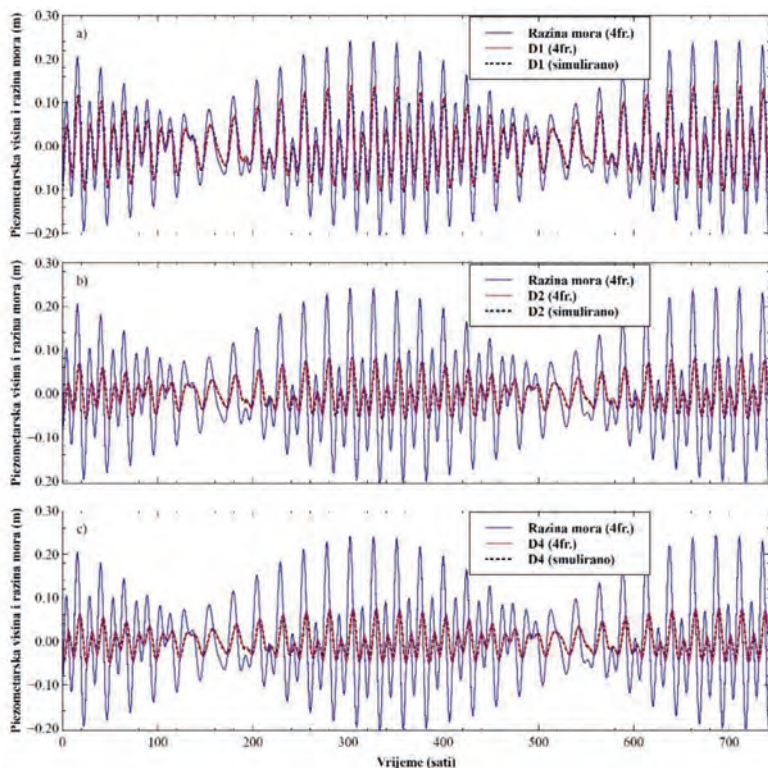 Piezometarska visina i razina mora (m)
0.30
0.20
0.10
0.00
0.10
−0.20
a)
Razina mora (4fr.)
D1 (4fr.)
D1 (simulirano)
Piezometarska visina i razina mora (m)
0.30
0.20
0.10
0.00
−0.10
0.20
b)
Razina mora (4fr.)
D2 (4fr.)
D2 (simulirano)
Piezometarska visina i razina mora (m)
0.30
0.20
0.10
0.00
−0.10
−0.20
c)
Razina mora (4fr.)
D4 (4fr.)
D4 (smulirano)
0 100 200 300 400 500 600 700
Vrijeme (sati)